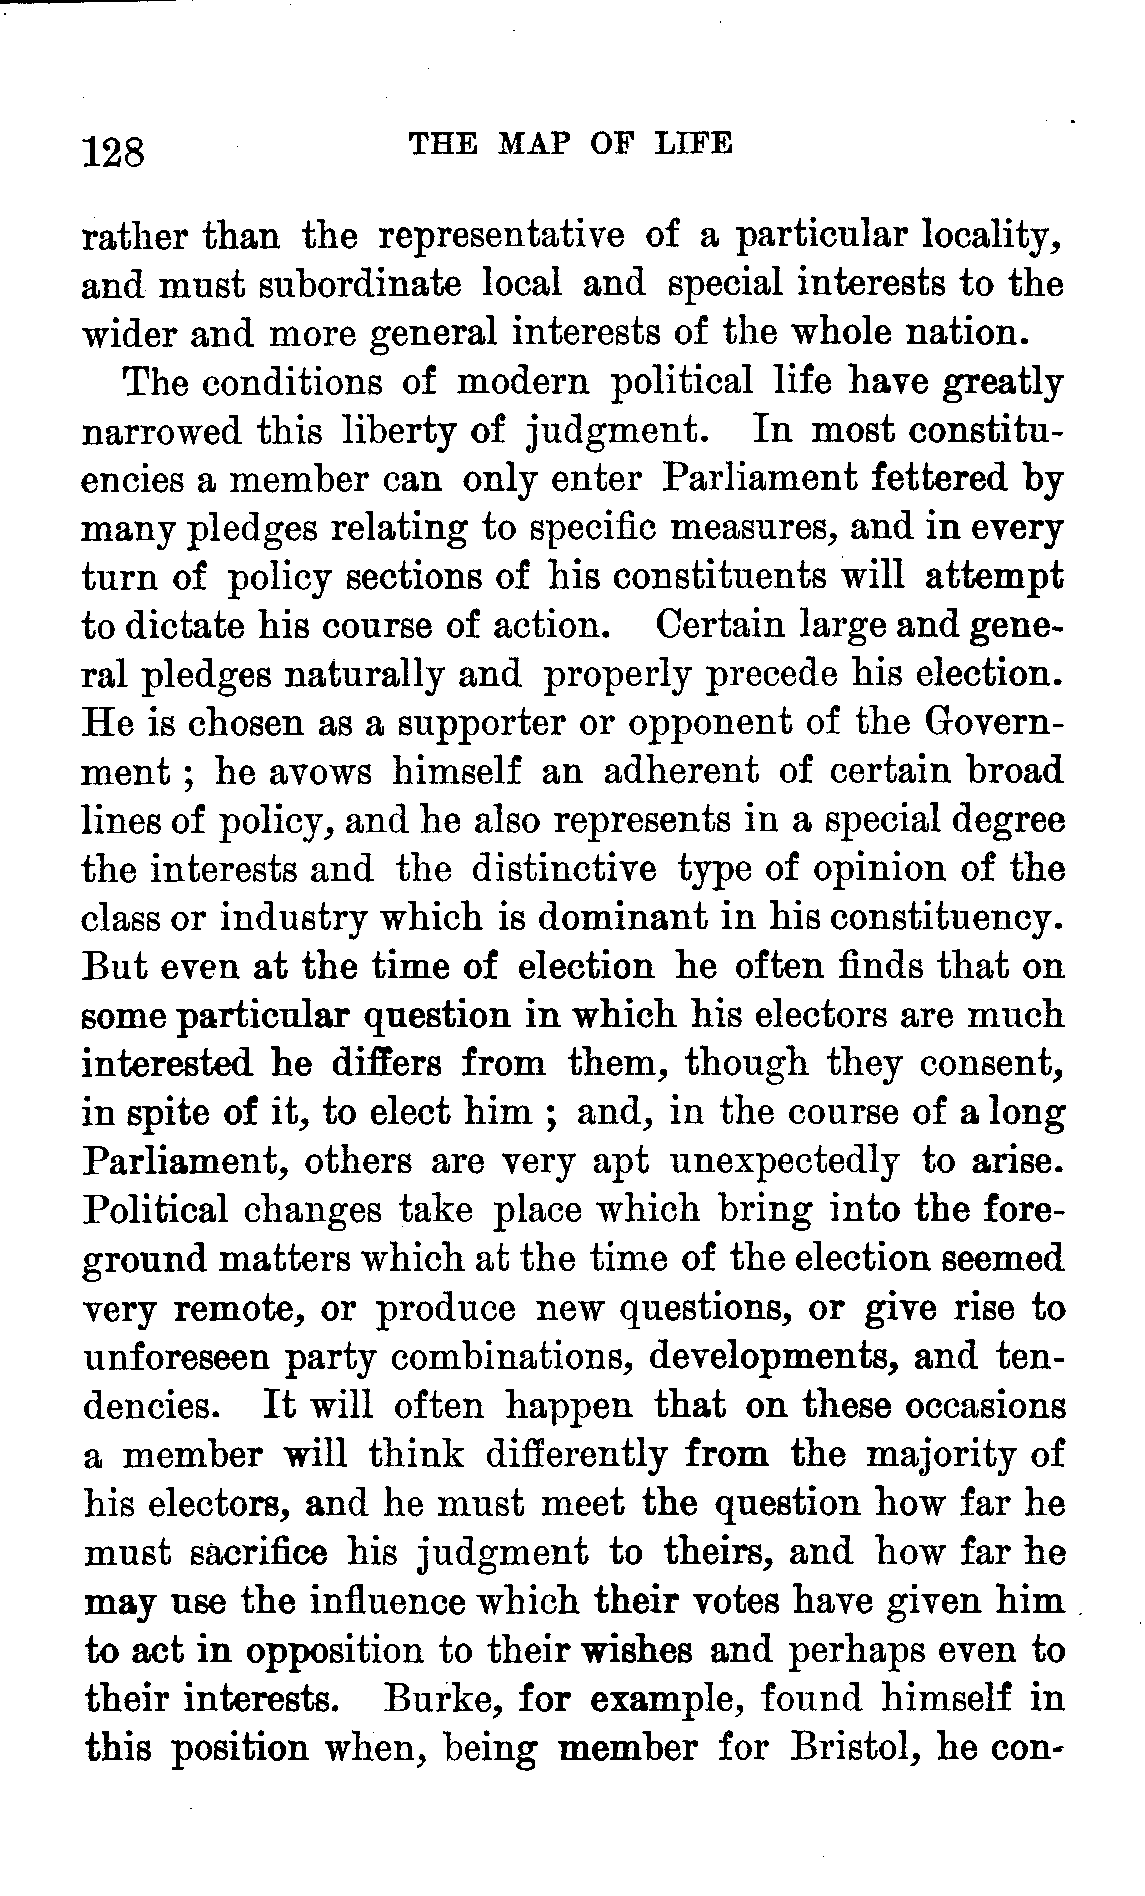 128 THE MAP OF LIFE
rather than the representative of a particular locality,
and must subordinate local and special interests to the
wider and more general interests of the whole nation.
The conditions of modern political life have greatly
narrowed this liberty of judgment. In most constitu-
encies a member can only enter Parliament fettered by
many pledges relating to specific measures, and in every
turn of policy sections of his constituents will attempt
to dictate his course of action. Certain large and gene-
ral pledges naturally and properly precede his election.
He is chosen as a supporter or opponent of the Govern-
ment ; he avows himself an adherent of certain broad
lines of policy, and he also represents in a special degree
the interests and the distinctive type of opinion of the
class or industry which is dominant in his constituency.
But even at the time of election he often finds that on
some particular question in which his electors are much
interested he differs from them, though they consent,
in spite of it, to elect him ; and, in the course of a long
Parliament, others are very apt unexpectedly to arise.
Political changes take place which bring into the fore-
ground matters which at the time of the election seemed
very remote, or produce new questions, or give rise to
unforeseen party combinations, developments, and ten-
dencies. It will often happen that on these occasions
a member will think differently from the majority of
his electors, and he must meet the question how far he
must sacrifice his judgment to theirs, and how far he
may use the influence which their votes have given him
to act in opposition to their wishes and perhaps even to
their interests. Burke, for example, found himself in
this position when, being member for Bristol, he con-